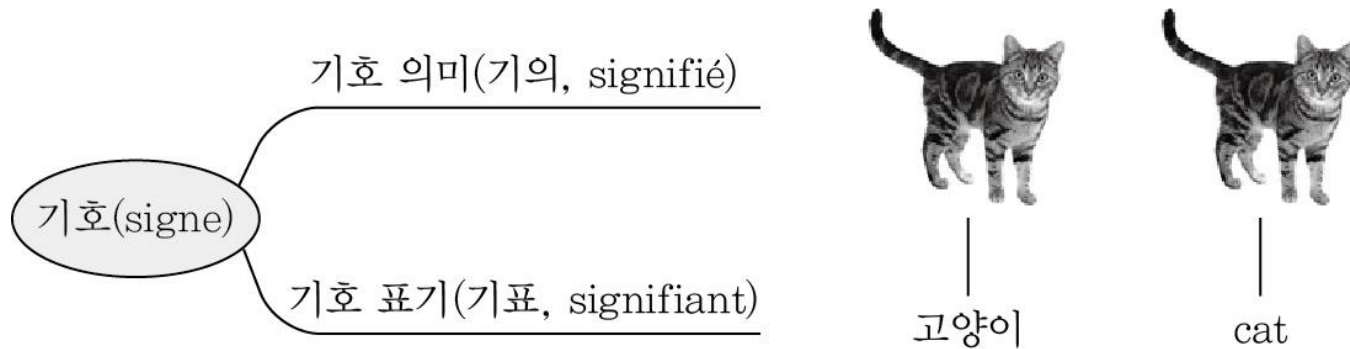 기호 의미(기의, signifié)
기호(signe)
기호 표기(기표, signifiant)
고양이
cat